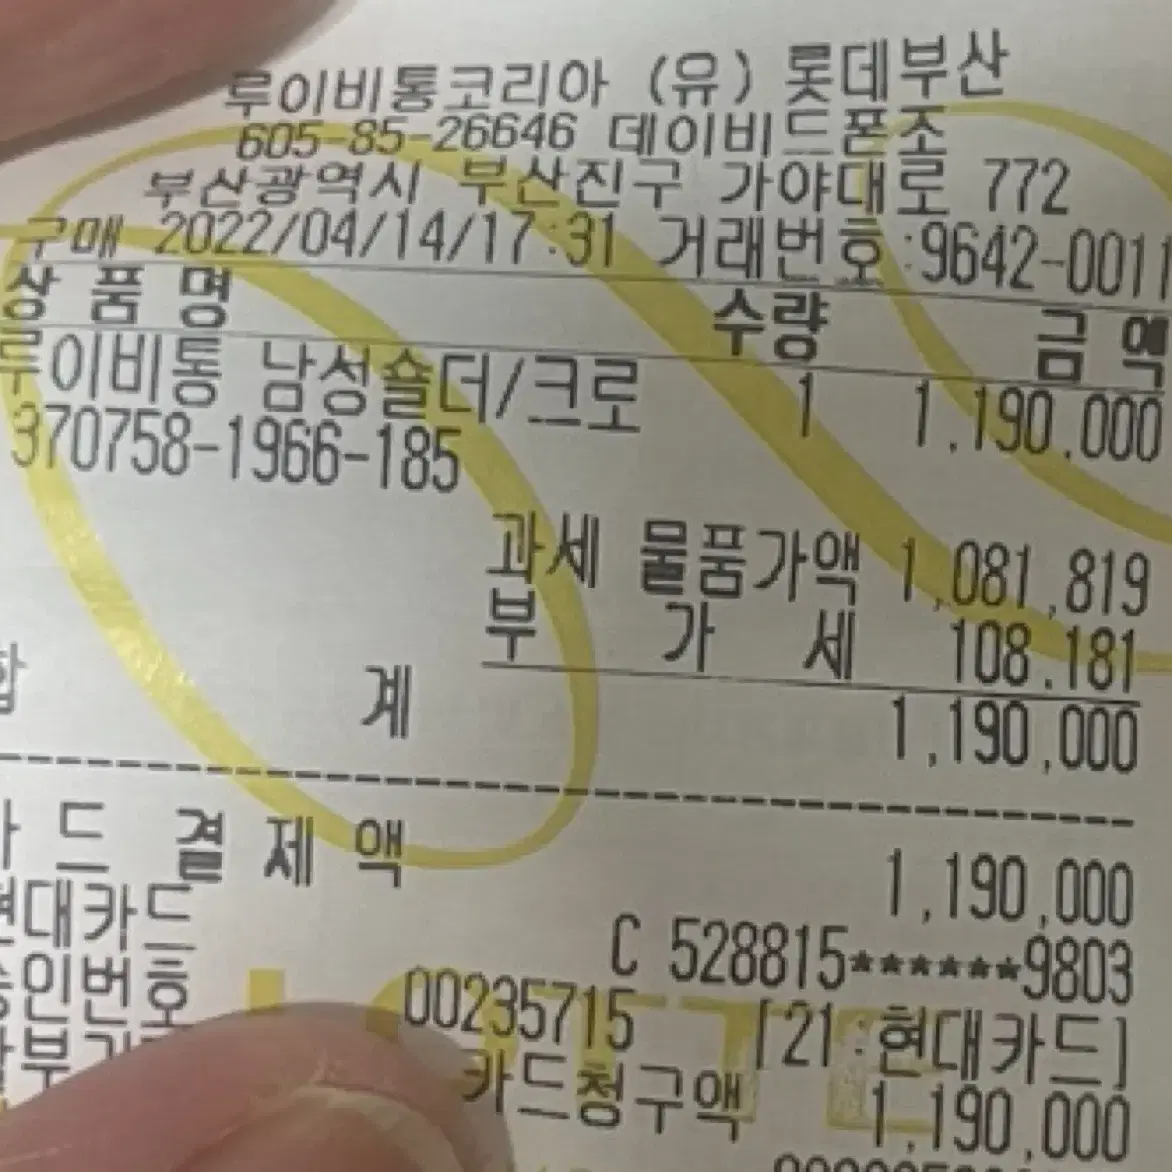 루이비통코리아 (유) 롯데부산
605-85-26646 데이비드폰조
부산광역시 부산진구 가야대로 772
구매 2022/04/14/17:31 거래번호:9642-0011
상 품 명 수량 금 액
루이비통 남성숄더/크로 1 1,190,000
370758-1966-185
과세 물품가액 1,081,819
부 가 세 108,181
합 계 1,190,000
카 드 결 제 액 1,190,000
현대카드 C 528815******9803
승인번호 00235715 [21:현대카드]
카드청구액 1,190,000